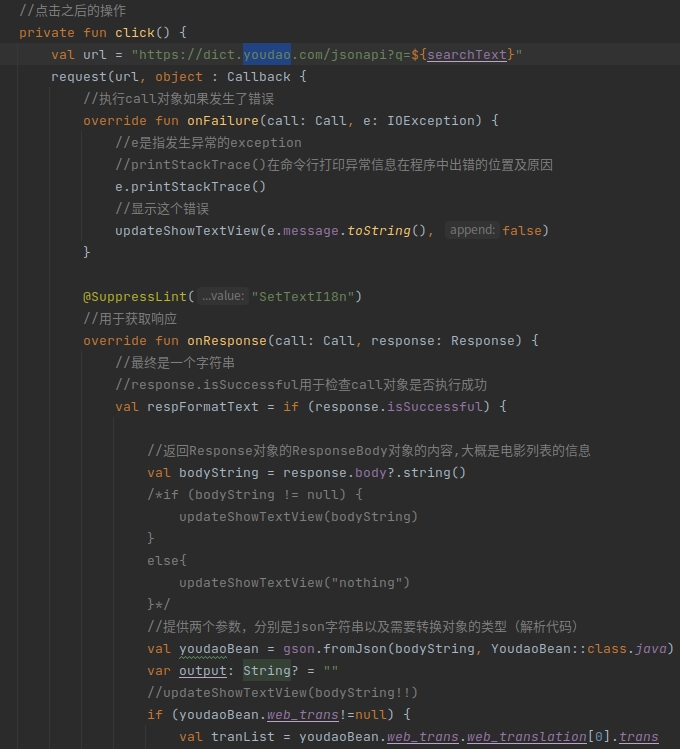 //点击之后的操作
private fun click() {
    val url = "https://dict.youdao.com/jsonapi?q=${searchText}"
    request(url, object : Callback {
        //执行call对象如果发生了错误
        override fun onFailure(call: Call, e: IOException) {
            //e是指发生异常的exception
            //printStackTrace()在命令行打印异常信息在程序中出错的位置及原因
            e.printStackTrace()
            //显示这个错误
            updateShowTextView(e.message.toString(), append: false)
        }
        @SuppressLint( ...value: "SetTextI18n")
        //用于获取响应
        override fun onResponse(call: Call, response: Response) {
            //最终是一个字符串
            //response.isSuccessful用于检查call对象是否执行成功
            val respFormatText = if (response.isSuccessful) {
                //返回Response对象的ResponseBody对象的内容,大概是电影列表的信息
                val bodyString = response.body?.string()
                /*if (bodyString != null) {
                    updateShowTextView(bodyString)
                }
                else{
                    updateShowTextView("nothing")
                }*/
                //提供两个参数，分别是json字符串以及需要转换对象的类型（解析代码）
                val youdaoBean = gson.fromJson(bodyString, YoudaoBean::class.java)
                var output: String? = ""
                //updateShowTextView(bodyString!!)
                if (youdaoBean.web_trans!=null) {
                    val tranList = youdaoBean.web_trans.web_translation[0].trans